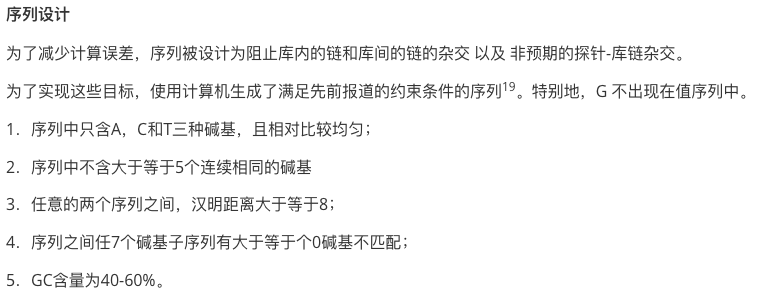 序列设计
为了减少计算误差，序列被设计为阻止库内的链和库间的链的杂交 以及 非预期的探针-库链杂交。
为了实现这些目标，使用计算机生成了满足先前报道的约束条件的序列19。特别地，G 不出现在值序列中。
1. 序列中只含A，C和T三种碱基，且相对比较均匀；
2. 序列中不含大于等于5个连续相同的碱基
3. 任意的两个序列之间，汉明距离大于等于8；
4. 序列之间任7个碱基子序列有大于等于个0碱基不匹配；
5. GC含量为40-60%。